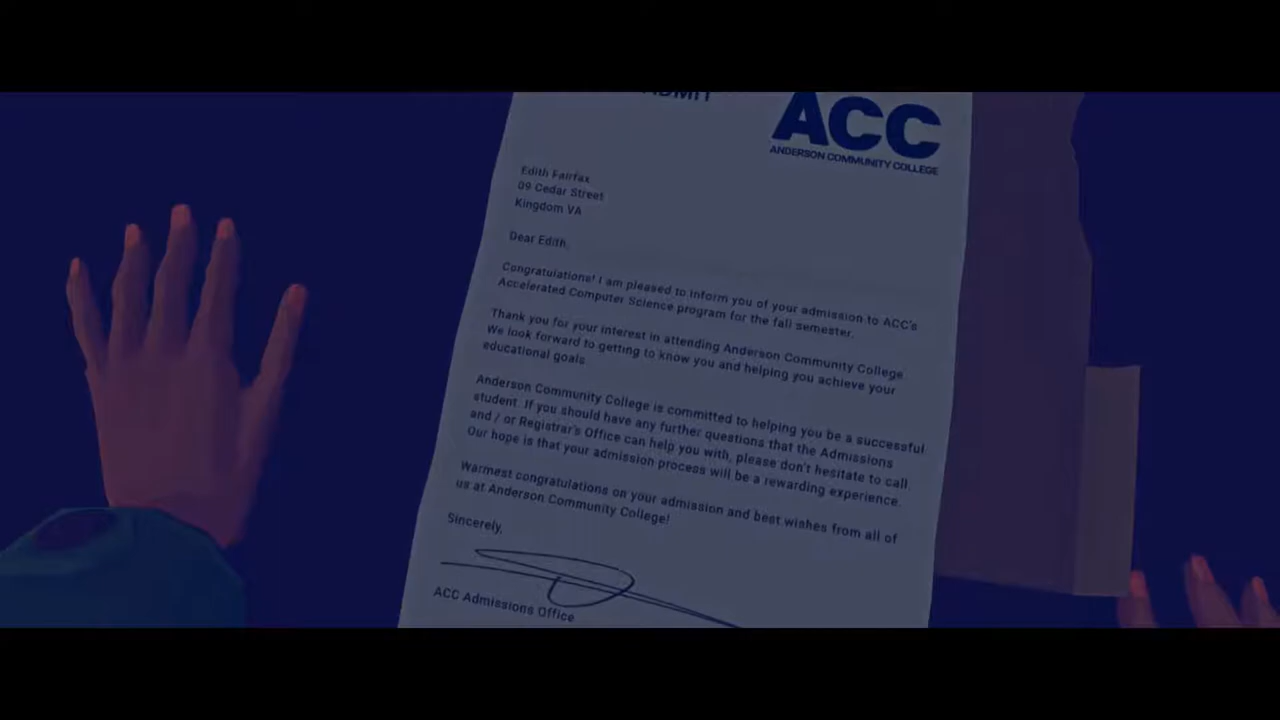 ADMIT
ACC
ANDERSON COMMUNITY COLLEGE
Edith Fairfax
09 Cedar Street
Kingdom VA
Dear Edith,
Congratulations! I am pleased to inform you of your admission to ACC's
Accelerated Computer Science program for the fall semester.
Thank you for your interest in attending Anderson Community College.
We look forward to getting to know you and helping you achieve your
educational goals.
Anderson Community College is committed to helping you be a successful
student. If you should have any further questions that the Admissions
and / or Registrar's Office can help you with, please don't hesitate to call
Our hope is that your admission process will be a rewarding experience.
Warmest congratulations on your admission and best wishes from all of
us at Anderson Community College!
Sincerely,
ACC Admissions Office